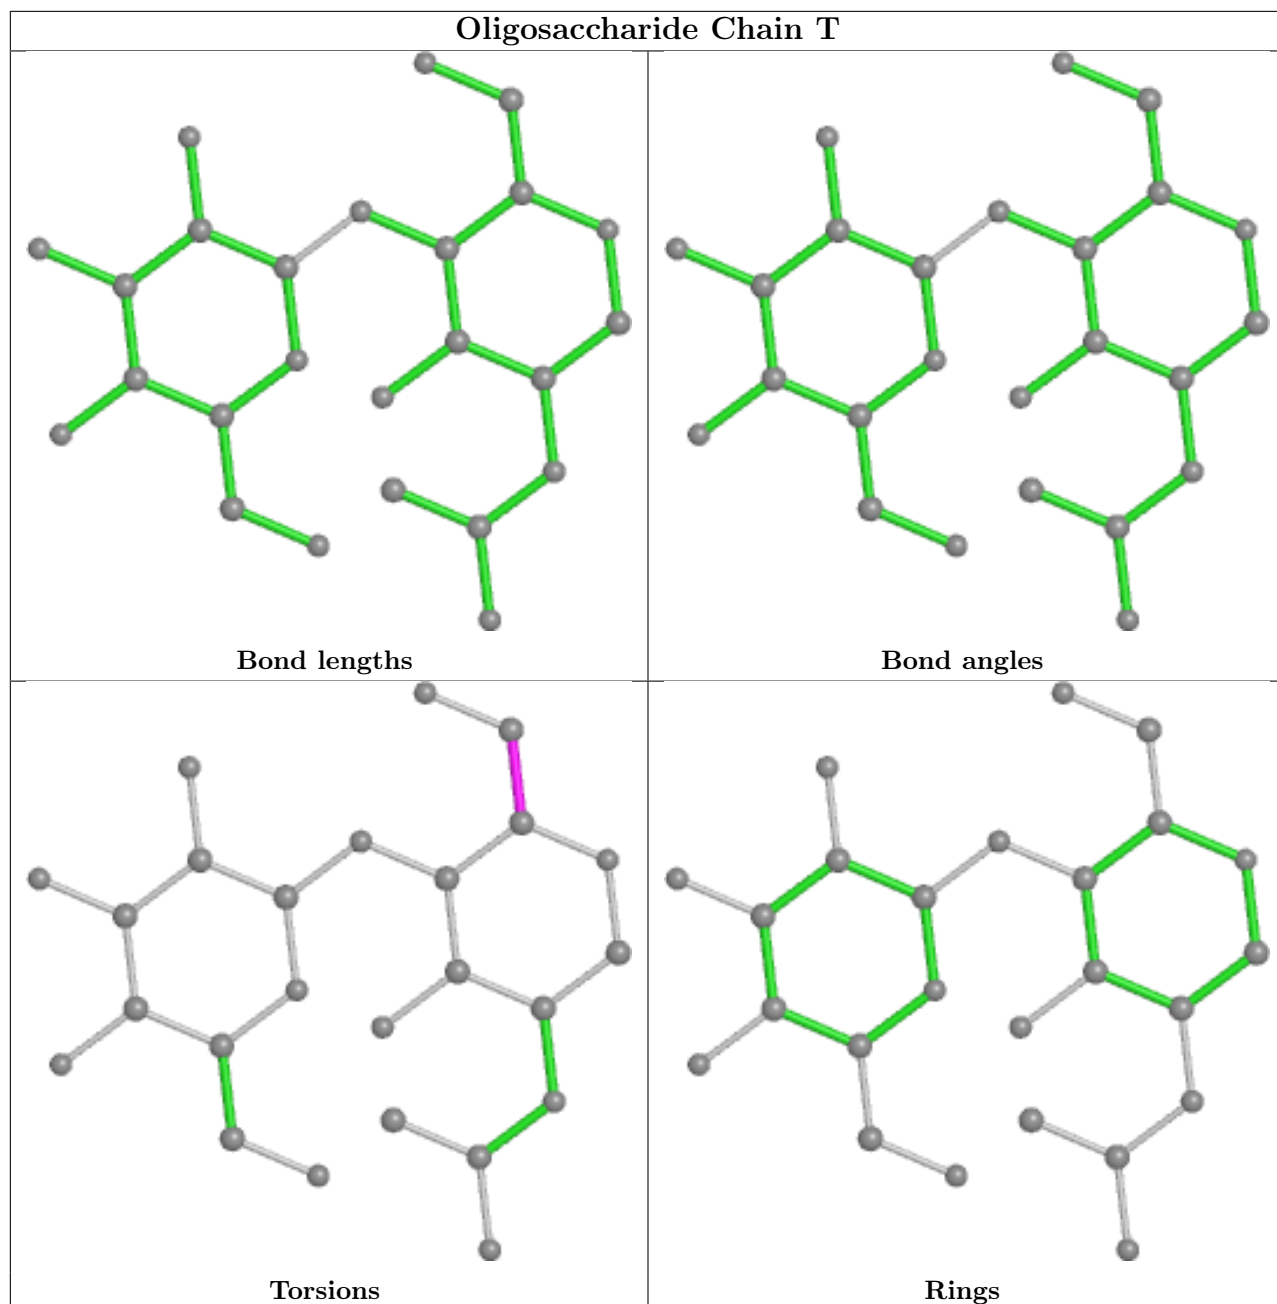 Oligosaccharide Chain T
Bond lengths
Bond angles
Torsions
Rings